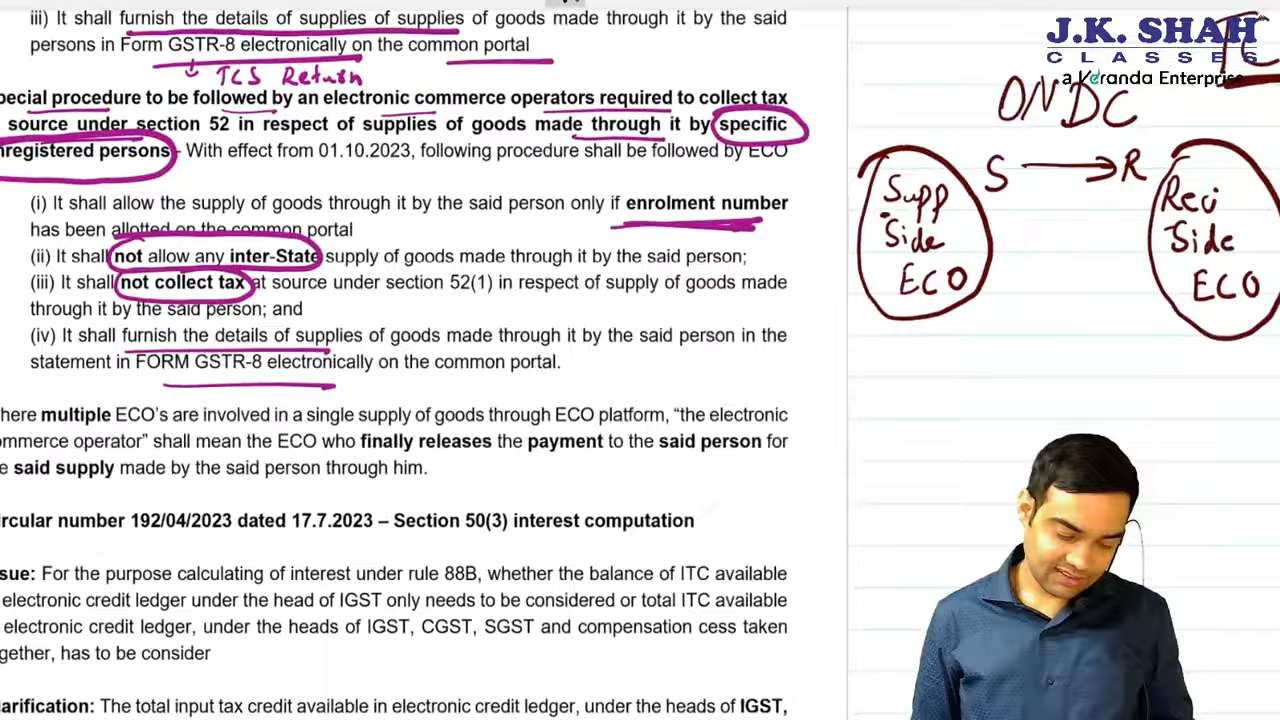 iii) It shall furnish the details of supplies of supplies of goods made through it by the said
persons in Form GSTR-8 electronically on the common portal
TCS Return
pecial procedure to be followed by an electronic commerce operators required to collect tax
source under section 52 in respect of supplies of goods made through it by specific
nregistered persons - With effect from 01.10.2023, following procedure shall be followed by ECO
(i) It shall allow the supply of goods through it by the said person only if enrolment number
has been allotted on the common portal
(ii) It shall not allow any inter-State supply of goods made through it by the said person;
(iii) It shall not collect tax at source under section 52(1) in respect of supply of goods made
through it by the said person; and
(iv) It shall furnish the details of supplies of goods made through it by the said person in the
statement in FORM GSTR-8 electronically on the common portal.
here multiple ECO's are involved in a single supply of goods through ECO platform, “the electronic
ommerce operator” shall mean the ECO who finally releases the payment to the said person for
e said supply made by the said person through him.
ircular number 192/04/2023 dated 17.7.2023 – Section 50(3) interest computation
sue: For the purpose calculating of interest under rule 88B, whether the balance of ITC available
electronic credit ledger under the head of IGST only needs to be considered or total ITC available
electronic credit ledger, under the heads of IGST, CGST, SGST and compensation cess taken
gether, has to be consider
larification: The total input tax credit available in electronic credit ledger, under the heads of IGST,
J.K. SHAH
CLASSES
a Veranda Enterprise
TC
ONDC
S → R
Supp
Side
ECO
Reci
Side
ECO